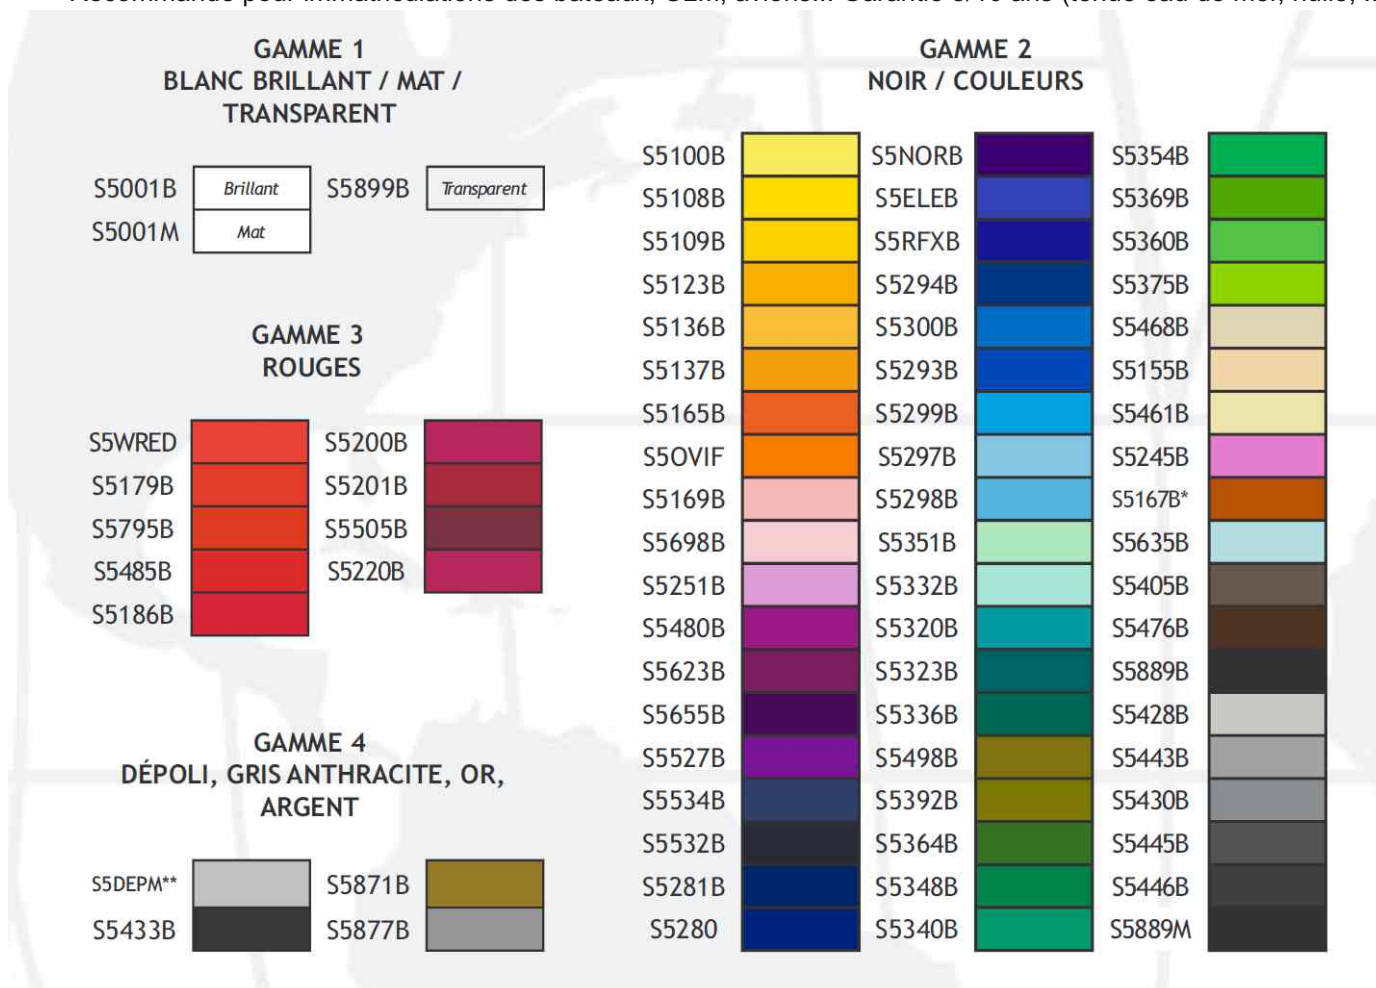 GAMME 1
BLANC BRILLANT / MAT /
TRANSPARENT
S5001B Brillant S5899B Transparent
S5001M Mat
GAMME 3
ROUGES
S5WRED S5200B
S5179B S5201B
S5795B S5505B
S5485B S5220B
S5186B
GAMME 4
DÉPOLI, GRIS ANTHRACITE, OR,
ARGENT
S5DEPM** S5871B
S5433B S5877B
GAMME 2
NOIR / COULEURS
S5100B S5NORB S5354B
S5108B S5ELEB S5369B
S5109B S5RFXB S5360B
S5123B S5294B S5375B
S5136B S5300B S5468B
S5137B S5293B S5155B
S5165B S5299B S5461B
S5OVIF S5297B S5245B
S5169B S5298B S5167B*
S5698B S5351B S5635B
S5251B S5332B S5405B
S5480B S5320B S5476B
S5623B S5323B S5889B
S5655B S5336B S5428B
S5527B S5498B S5443B
S5534B S5392B S5430B
S5532B S5364B S5445B
S5281B S5348B S5446B
S5280 S5340B S5889M